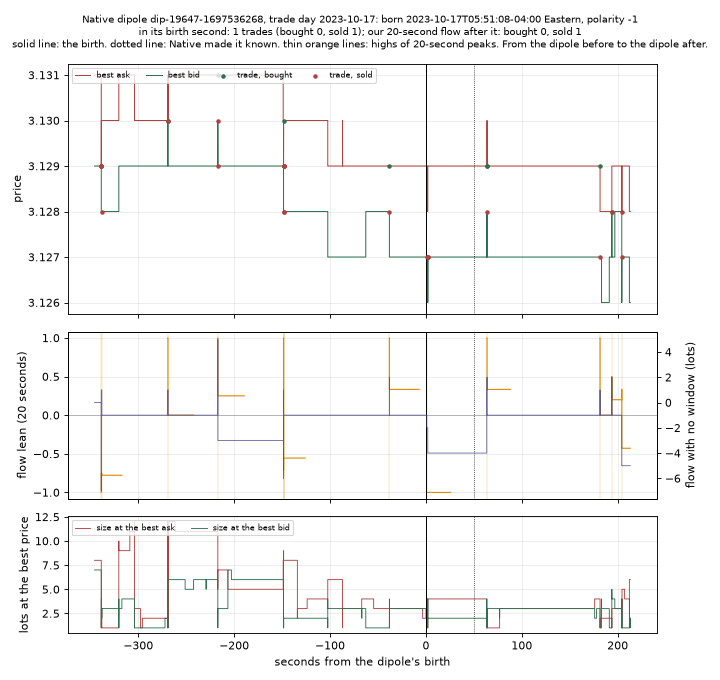 Native dipole dip-19647-1697536268, trade day 2023-10-17: born 2023-10-17T05:51:08-04:00 Eastern, polarity -1
in its birth second: 1 trades (bought 0, sold 1); our 20-second flow after it: bought 0, sold 1
solid line: the birth. dotted line: Native made it known. thin orange lines: highs of 20-second peaks. From the dipole before to the dipole after.
best ask best bid trade, bought trade, sold
3.131
3.130
3.129
3.128
3.127
3.126
price
1.0
0.5
0.0
−0.5
−1.0
flow lean (20 seconds)
4
2
0
−2
−4
−6
flow with no window (lots)
size at the best ask size at the best bid
12.5
10.0
7.5
5.0
2.5
lots at the best price
−300 −200 −100 0 100 200
seconds from the dipole's birth